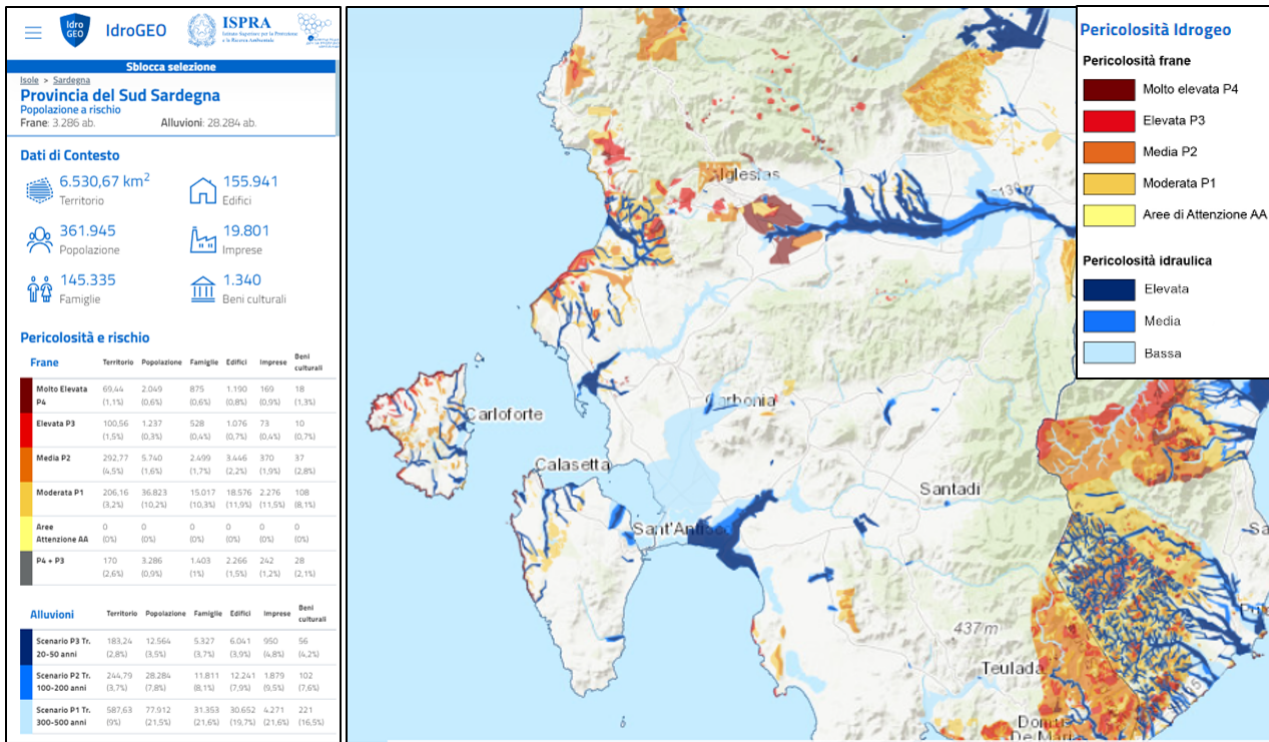 Idro
GEO
IdroGEO
ISPRA
Istituto Superiore per la Protezione
e la Ricerca Ambientale
Sblocca selezione
Isole > Sardegna
Provincia del Sud Sardegna
Popolazione a rischio
Frane: 3.286 ab. Alluvioni: 28.284 ab.
Dati di Contesto
6.530,67 km²
Territorio
155.941
Edifici
361.945
Popolazione
19.801
Imprese
145.335
Famiglie
1.340
Beni culturali
Pericolosità e rischio
Frane Territorio Popolazione Famiglie Edifici Imprese Beni culturali
Molto Elevata P4 69,44 2.049 875 1.190 169 18
(1,1%) (0,6%) (0,6%) (0,8%) (0,9%) (1,3%)
Elevata P3 100,56 1.237 528 1.076 73 10
(1,5%) (0,3%) (0,4%) (0,7%) (0,4%) (0,7%)
Media P2 292,77 5.740 2.499 3.446 370 37
(4,5%) (1,6%) (1,7%) (2,2%) (1,9%) (2,8%)
Moderata P1 206,16 36.823 15.017 18.576 2.276 108
(3,2%) (10,2%) (10,3%) (11,9%) (11,5%) (8,1%)
Aree Attenzione AA 0 0 0 0 0 0
(0%) (0%) (0%) (0%) (0%) (0%)
P4 + P3 170 3.286 1.403 2.266 242 28
(2,6%) (0,9%) (1%) (1,5%) (1,2%) (2,1%)
Alluvioni Territorio Popolazione Famiglie Edifici Imprese Beni culturali
Scenario P3 Tr. 20-50 anni 183,24 12.564 5.327 6.041 950 56
(2,8%) (3,5%) (3,7%) (3,9%) (4,8%) (4,2%)
Scenario P2 Tr. 100-200 anni 244,79 28.284 11.811 12.241 1.879 102
(3,7%) (7,8%) (8,1%) (7,9%) (9,5%) (7,6%)
Scenario P1 Tr. 300-500 anni 587,63 77.912 31.353 30.652 4.271 221
(9%) (21,5%) (21,6%) (19,7%) (21,6%) (16,5%)
Iglesias
Carbonia
Carloforte
Calasetta
Santadi
437 m
Teulada
Pericolosità Idrogeo
Pericolosità frane
Molto elevata P4
Elevata P3
Media P2
Moderata P1
Aree di Attenzione AA
Pericolosità idraulica
Elevata
Media
Bassa